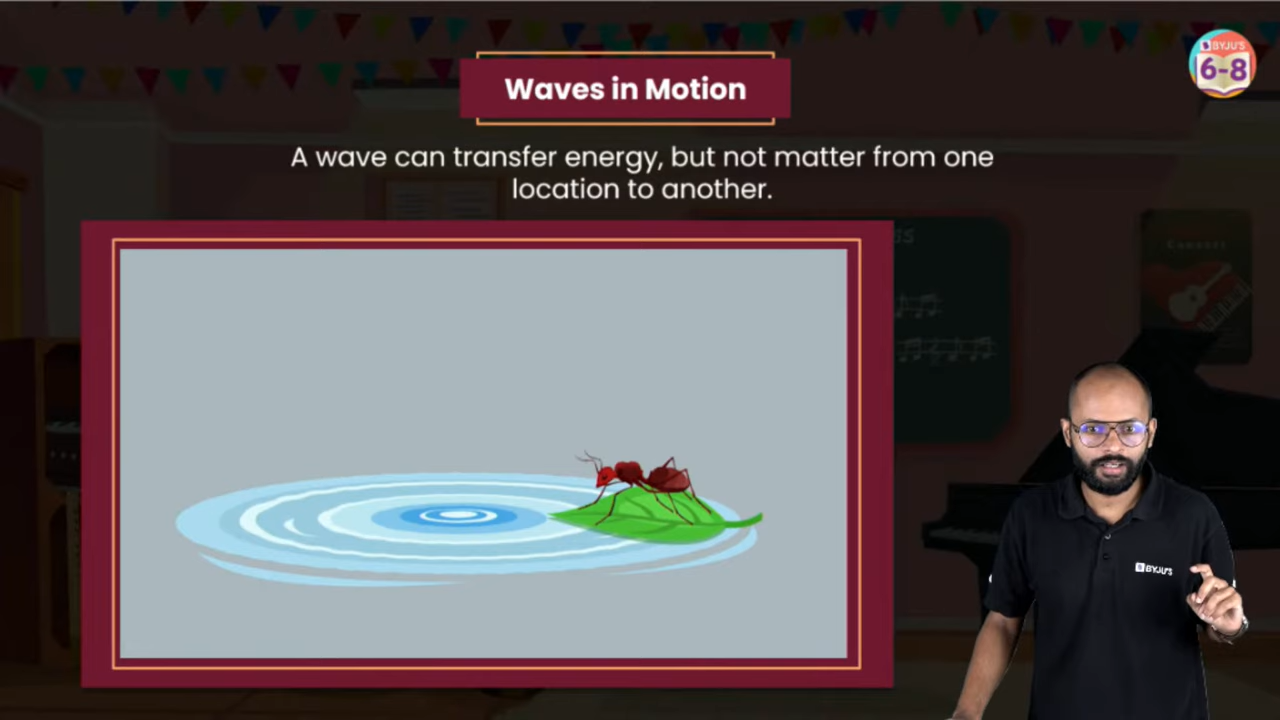 BYJU'S
6-8
Waves in Motion
A wave can transfer energy, but not matter from one
location to another.
BYJU'S